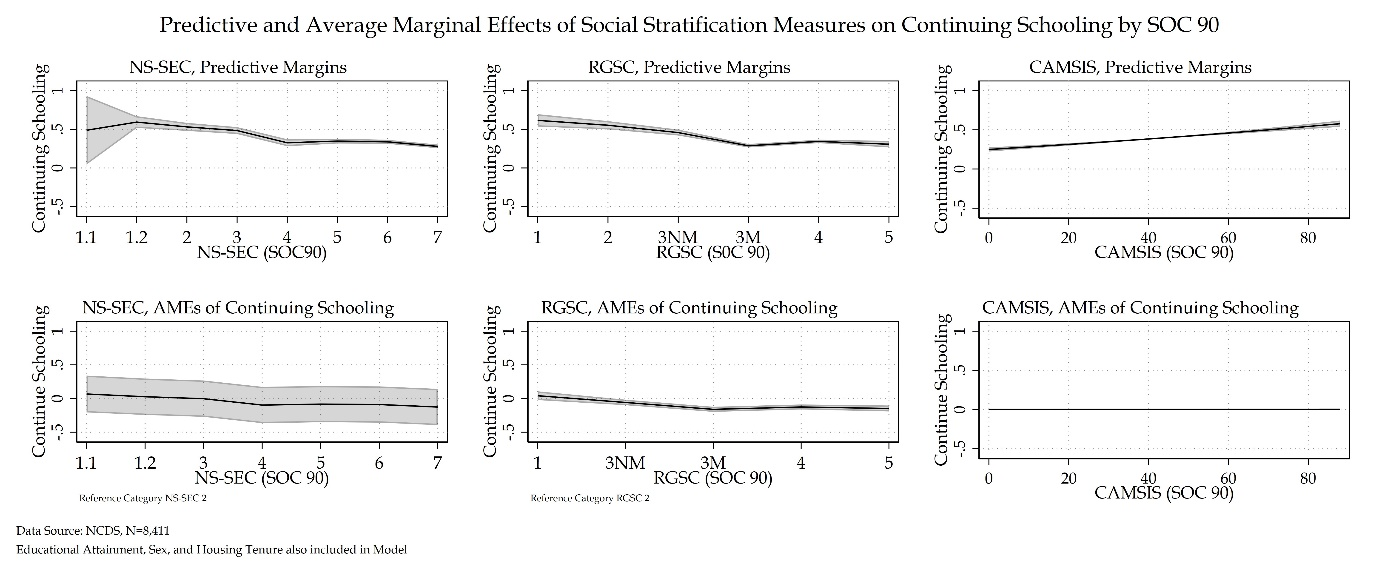 Predictive and Average Marginal Effects of Social Stratification Measures on Continuing Schooling by SOC 90
NS-SEC, Predictive Margins
Continuing Schooling
1
.5
0
-.5
1.1 1.2 2 3 4 5 6 7
NS-SEC (SOC90)
RGSC, Predictive Margins
Continuing Schooling
1
.5
0
-.5
1 2 3NM 3M 4 5
RGSC (S0C 90)
CAMSIS, Predictive Margins
Continuing Schooling
1
.5
0
-.5
0 20 40 60 80
CAMSIS (SOC 90)
NS-SEC, AMEs of Continuing Schooling
Continue Schooling
1
.5
0
-.5
1.1 1.2 3 4 5 6 7
NS-SEC (SOC 90)
Reference Category NS-SEC 2
RGSC, AMEs of Continuing Schooling
Continue Schooling
1
.5
0
-.5
1 3NM 3M 4 5
RGSC (SOC 90)
Reference Category RGSC 2
CAMSIS, AMEs of Continuing Schooling
Continue Schooling
1
.5
0
-.5
0 20 40 60 80
CAMSIS (SOC 90)
Data Source: NCDS, N=8,411
Educational Attainment, Sex, and Housing Tenure also included in Model